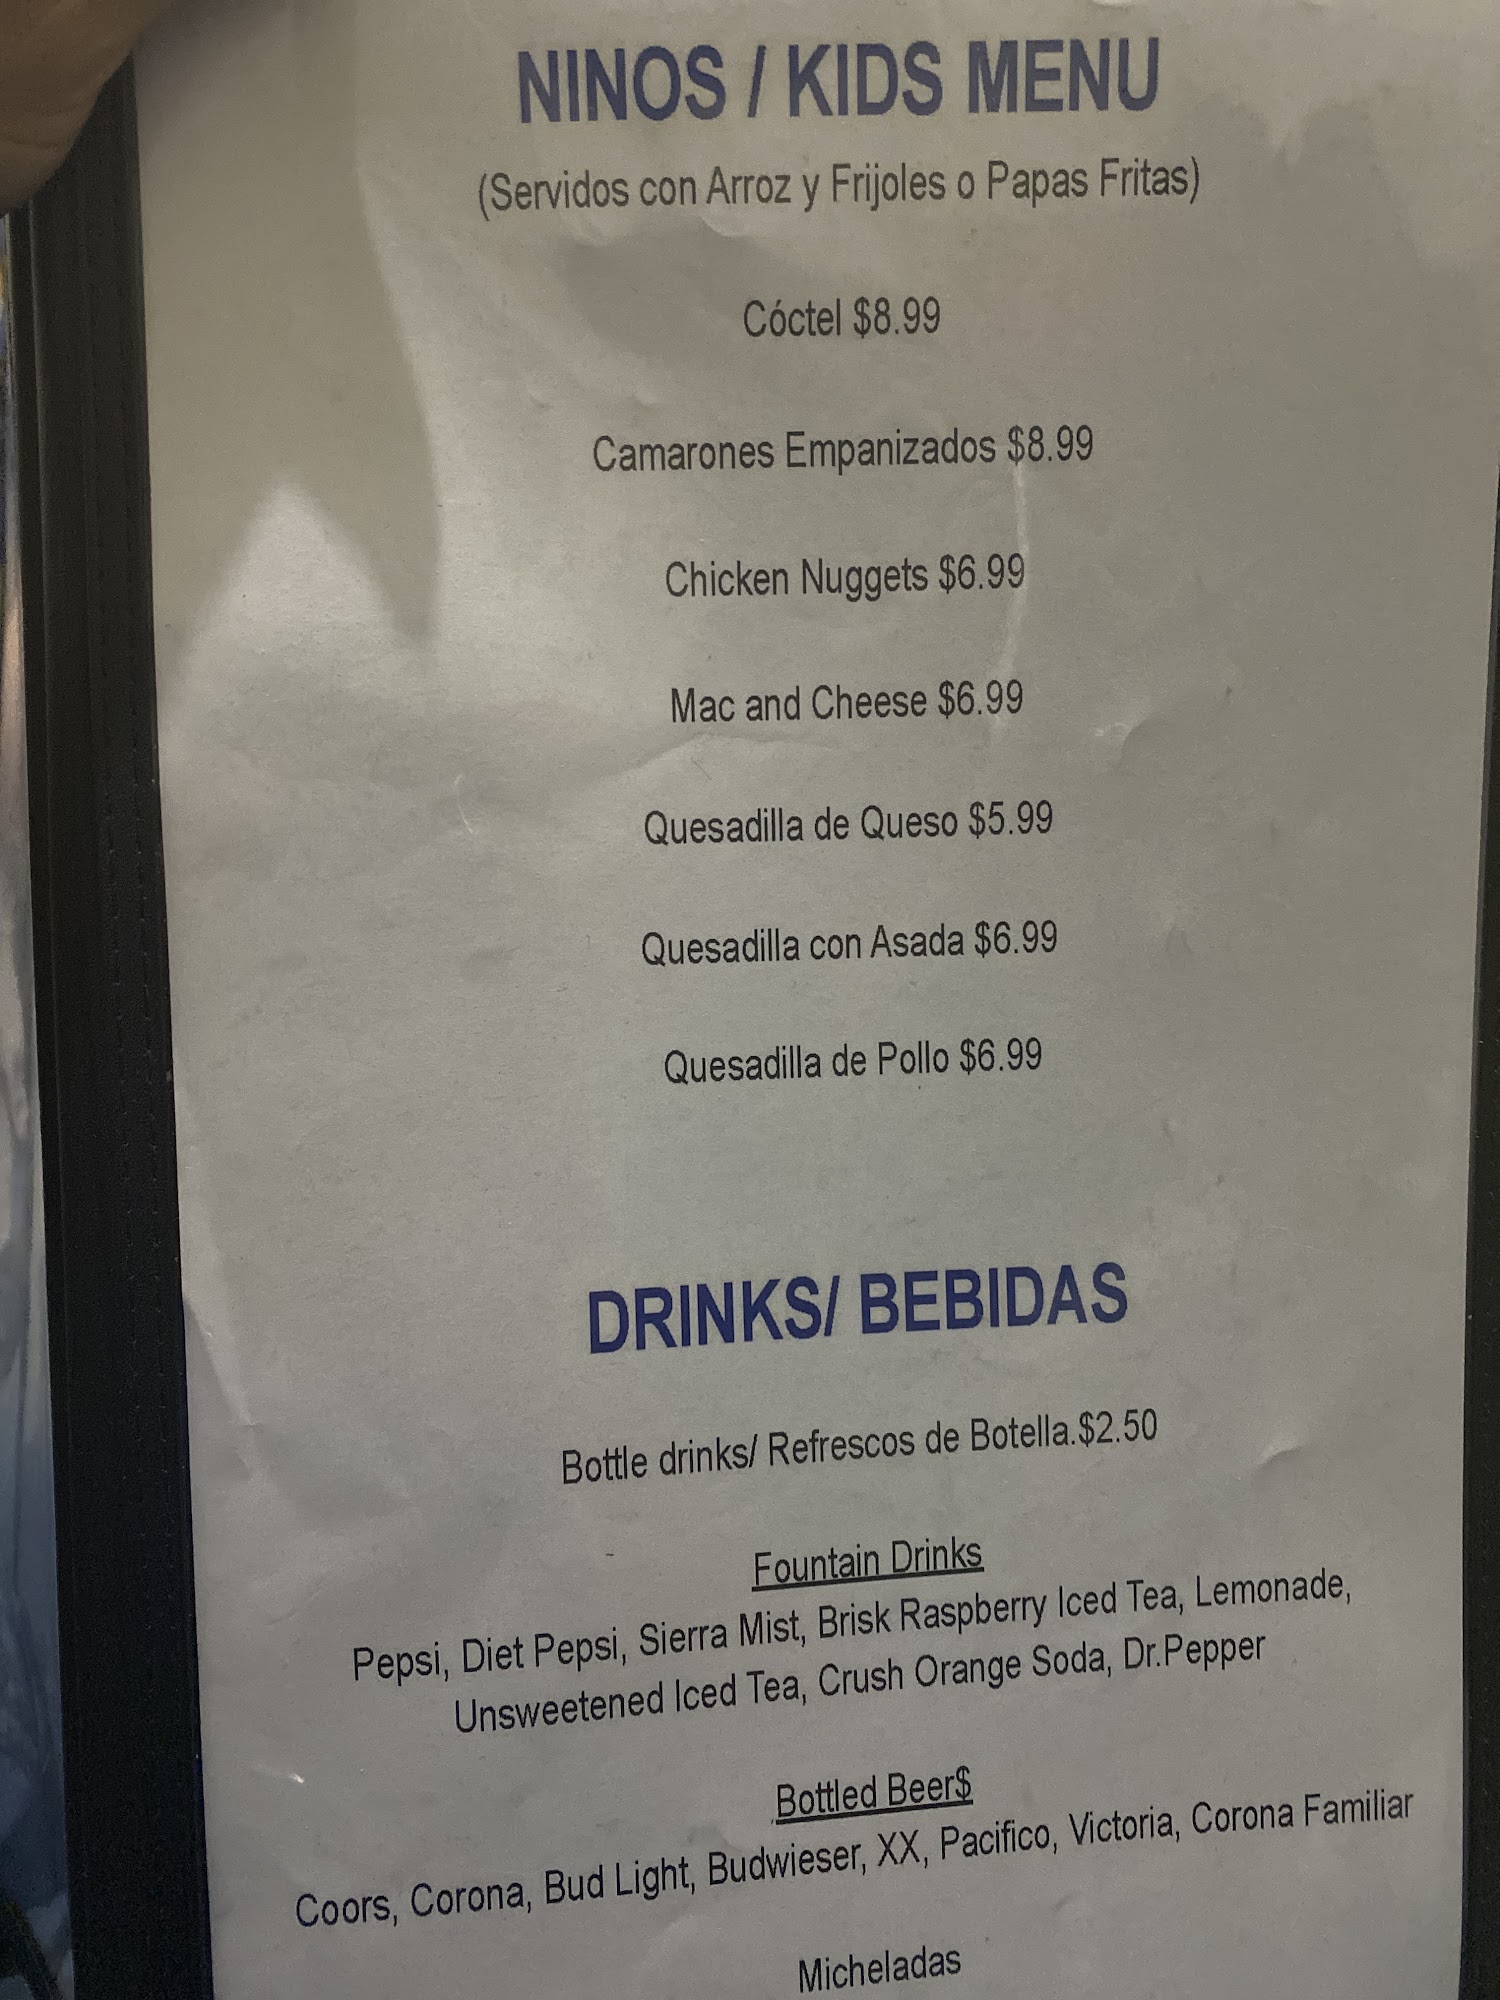 NINOS / KIDS MENU
(Servidos con Arroz y Frijoles o Papas Fritas)
Cóctel $8.99
Camarones Empanizados $8.99
Chicken Nuggets $6.99
Mac and Cheese $6.99
Quesadilla de Queso $5.99
Quesadilla con Asada $6.99
Quesadilla de Pollo $6.99
DRINKS/ BEBIDAS
Bottle drinks/ Refrescos de Botella.$2.50
Fountain Drinks
Pepsi, Diet Pepsi, Sierra Mist, Brisk Raspberry Iced Tea, Lemonade,
Unsweetened Iced Tea, Crush Orange Soda, Dr.Pepper
Bottled Beer$
Coors, Corona, Bud Light, Budwieser, XX, Pacifico, Victoria, Corona Familiar
Micheladas